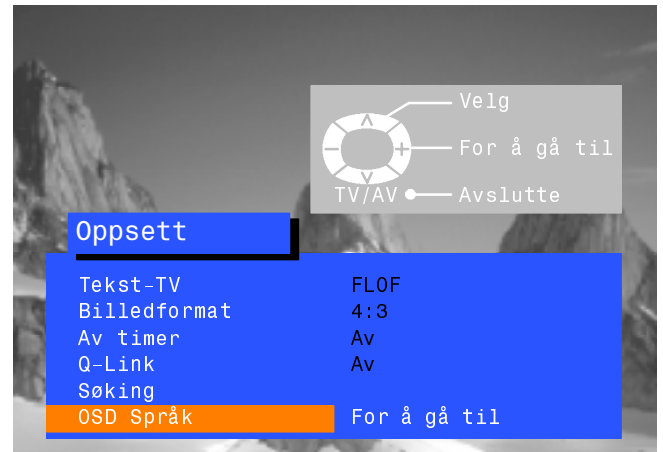 Velg
For å gå til
TV/AV Avslutte
Oppsett
Tekst-TV FLOF
Billedformat 4:3
Av timer Av
Q-Link Av
Søking
OSD Språk For å gå til